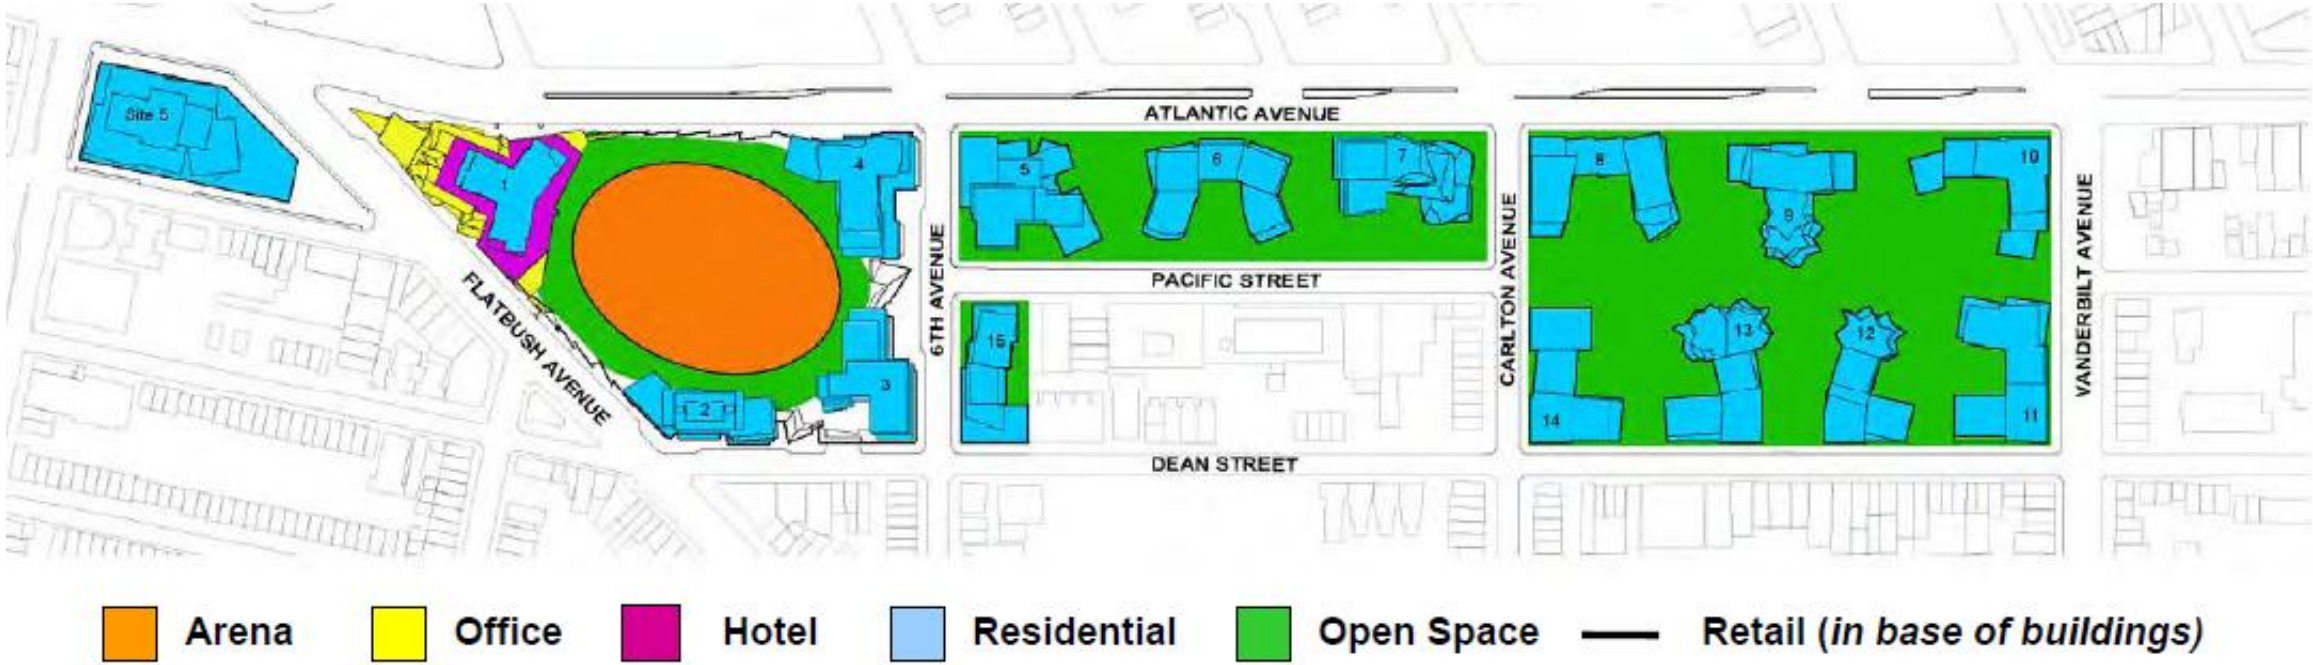 Site 5
ATLANTIC AVENUE
1
4
5
6
7
8
9
10
6TH AVENUE
CARLTON AVENUE
VANDERBILT AVENUE
PACIFIC STREET
FLATBUSH AVENUE
15
13
12
2
3
14
11
DEAN STREET
Arena
Office
Hotel
Residential
Open Space
Retail (in base of buildings)